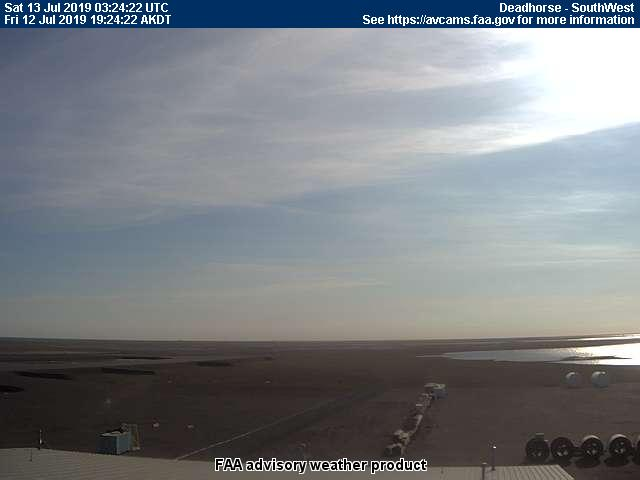 Sat 13 Jul 2019 03:24:22 UTC
Deadhorse - SouthWest
Fri 12 Jul 2019 19:24:22 AKDT
See https://avcams.faa.gov for more information
FAA advisory weather product